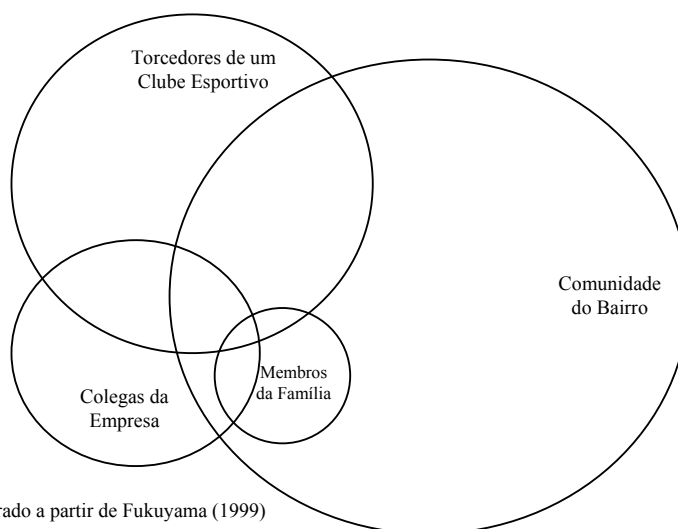 Torcedores de um
Clube Esportivo
Comunidade
do Bairro
Membros
da Família
Colegas da
Empresa
rado a partir de Fukuyama (1999)